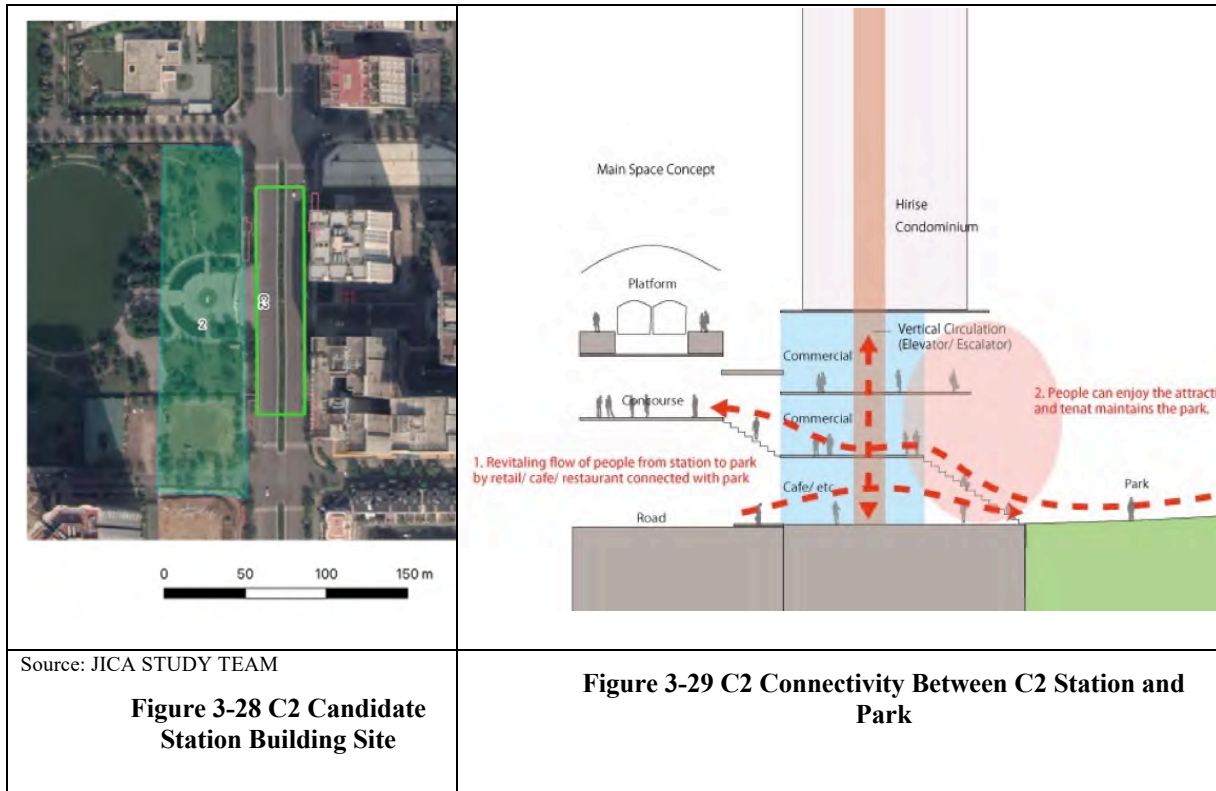 2
C2
0 50 100 150 m
Source: JICA STUDY TEAM
Figure 3-28 C2 Candidate
Station Building Site
Main Space Concept
Hirise
Condominium
Platform
Vertical Circulation
(Elevator/ Escalator)
Commercial
Concourse
Commercial
2. People can enjoy the attracti
and tenat maintains the park.
1. Revitaling flow of people from station to park
by retail/ cafe/ restaurant connected with park
Cafe/ etc
Park
Road
Figure 3-29 C2 Connectivity Between C2 Station and
Park